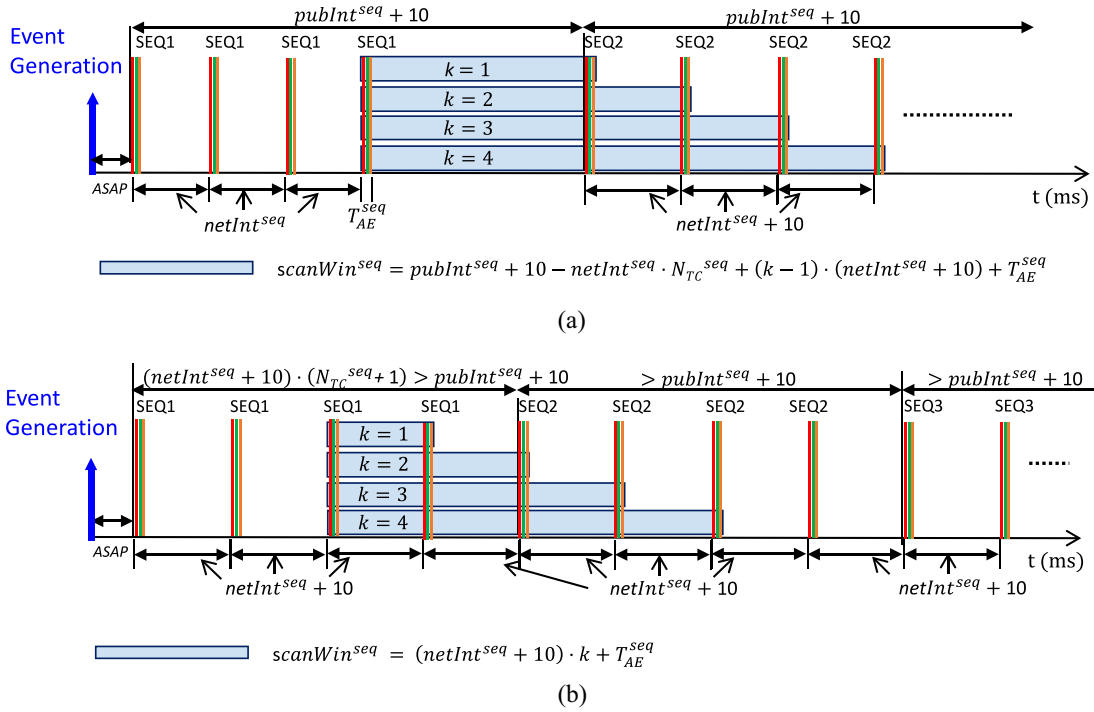 pubInt^seq + 10 pubInt^seq + 10
Event Generation
SEQ1 SEQ1 SEQ1 SEQ1 SEQ2 SEQ2 SEQ2 SEQ2
k = 1
k = 2
k = 3
k = 4
ASAP
t (ms)
netInt^seq T_AE^seq netInt^seq + 10
scanWin^seq = pubInt^seq + 10 − netInt^seq · N_TC^seq + (k − 1) · (netInt^seq + 10) + T_AE^seq
(a)
(netInt^seq + 10) · (N_TC^seq + 1) > pubInt^seq + 10 > pubInt^seq + 10 > pubInt^seq + 10
Event Generation
SEQ1 SEQ1 SEQ1 SEQ1 SEQ2 SEQ2 SEQ2 SEQ2 SEQ3 SEQ3
k = 1
k = 2
k = 3
k = 4
ASAP
t (ms)
netInt^seq + 10 netInt^seq + 10 netInt^seq + 10
scanWin^seq = (netInt^seq + 10) · k + T_AE^seq
(b)